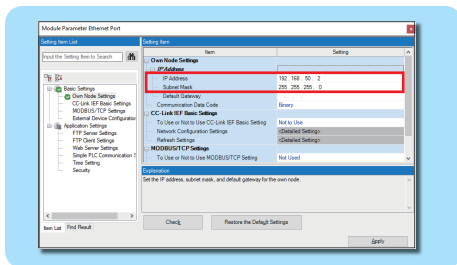 Module Parameter Ethernet Port
Setting Item List
Setting Item
Input the Setting Item to Search
Item Setting
Own Node Settings
IP Address
IP Address 192 . 168 . 50 . 2
Subnet Mask 255 . 255 . 255 . 0
Default Gateway
Communication Data Code Binary
CC-Link IEF Basic Settings
To Use or Not to Use CC-Link IEF Basic Setting Not to Use
Network Configuration Settings <Detailed Setting>
Refresh Settings <Detailed Setting>
MODBUS/TCP Settings
To Use or Not to Use MODBUS/TCP Setting Not Used
Basic Settings
Own Node Settings
CC-Link IEF Basic Settings
MODBUS/TCP Settings
External Device Configuration
Application Settings
FTP Server Settings
FTP Client Settings
Web Server Settings
Simple PLC Communication S
Time Setting
Security
Explanation
Set the IP address, subnet mask, and default gateway for the own node.
Item List Find Result
Check Restore the Default Settings
Apply